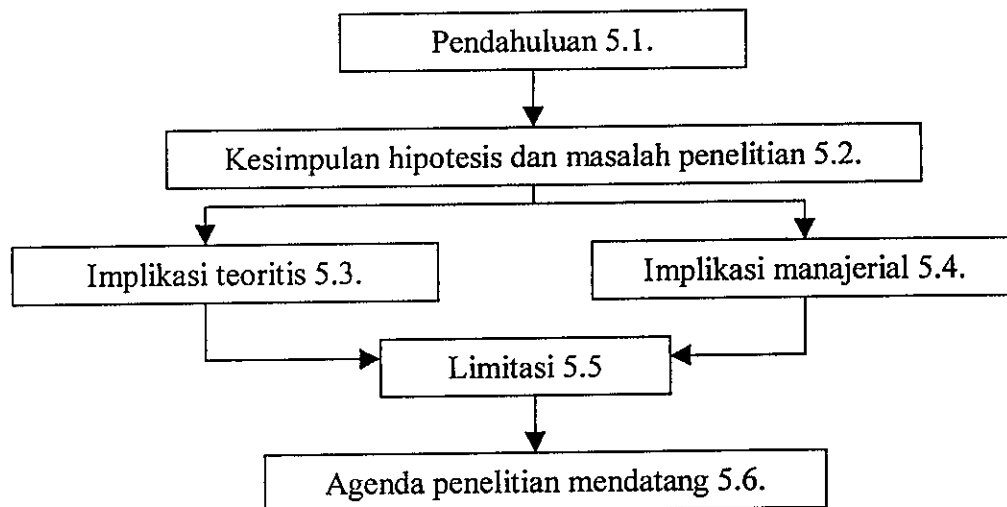 Pendahuluan 5.1.
Kesimpulan hipotesis dan masalah penelitian 5.2.
Implikasi teoritis 5.3.
Implikasi manajerial 5.4.
Limitasi 5.5
Agenda penelitian mendatang 5.6.